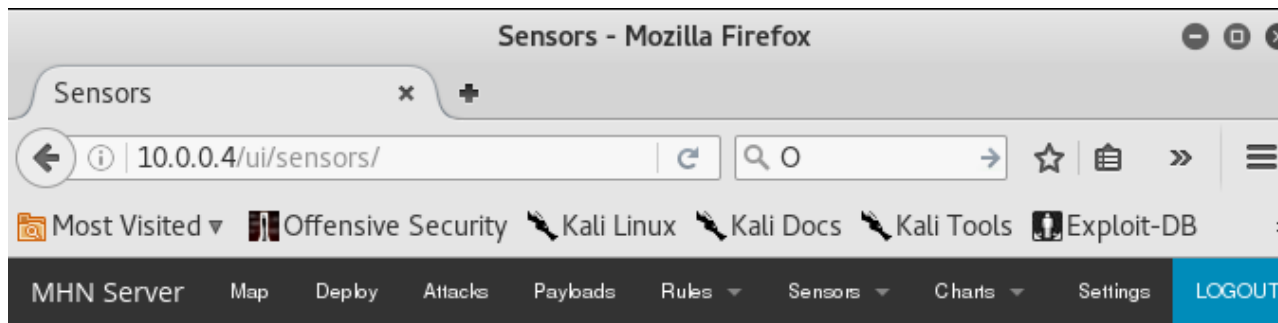 Sensors - Mozilla Firefox
Sensors
10.0.0.4/ui/sensors/ O
Most Visited Offensive Security Kali Linux Kali Docs Kali Tools Exploit-DB
MHN Server Map Deploy Attacks Payloads Rules Sensors Charts Settings LOGOUT